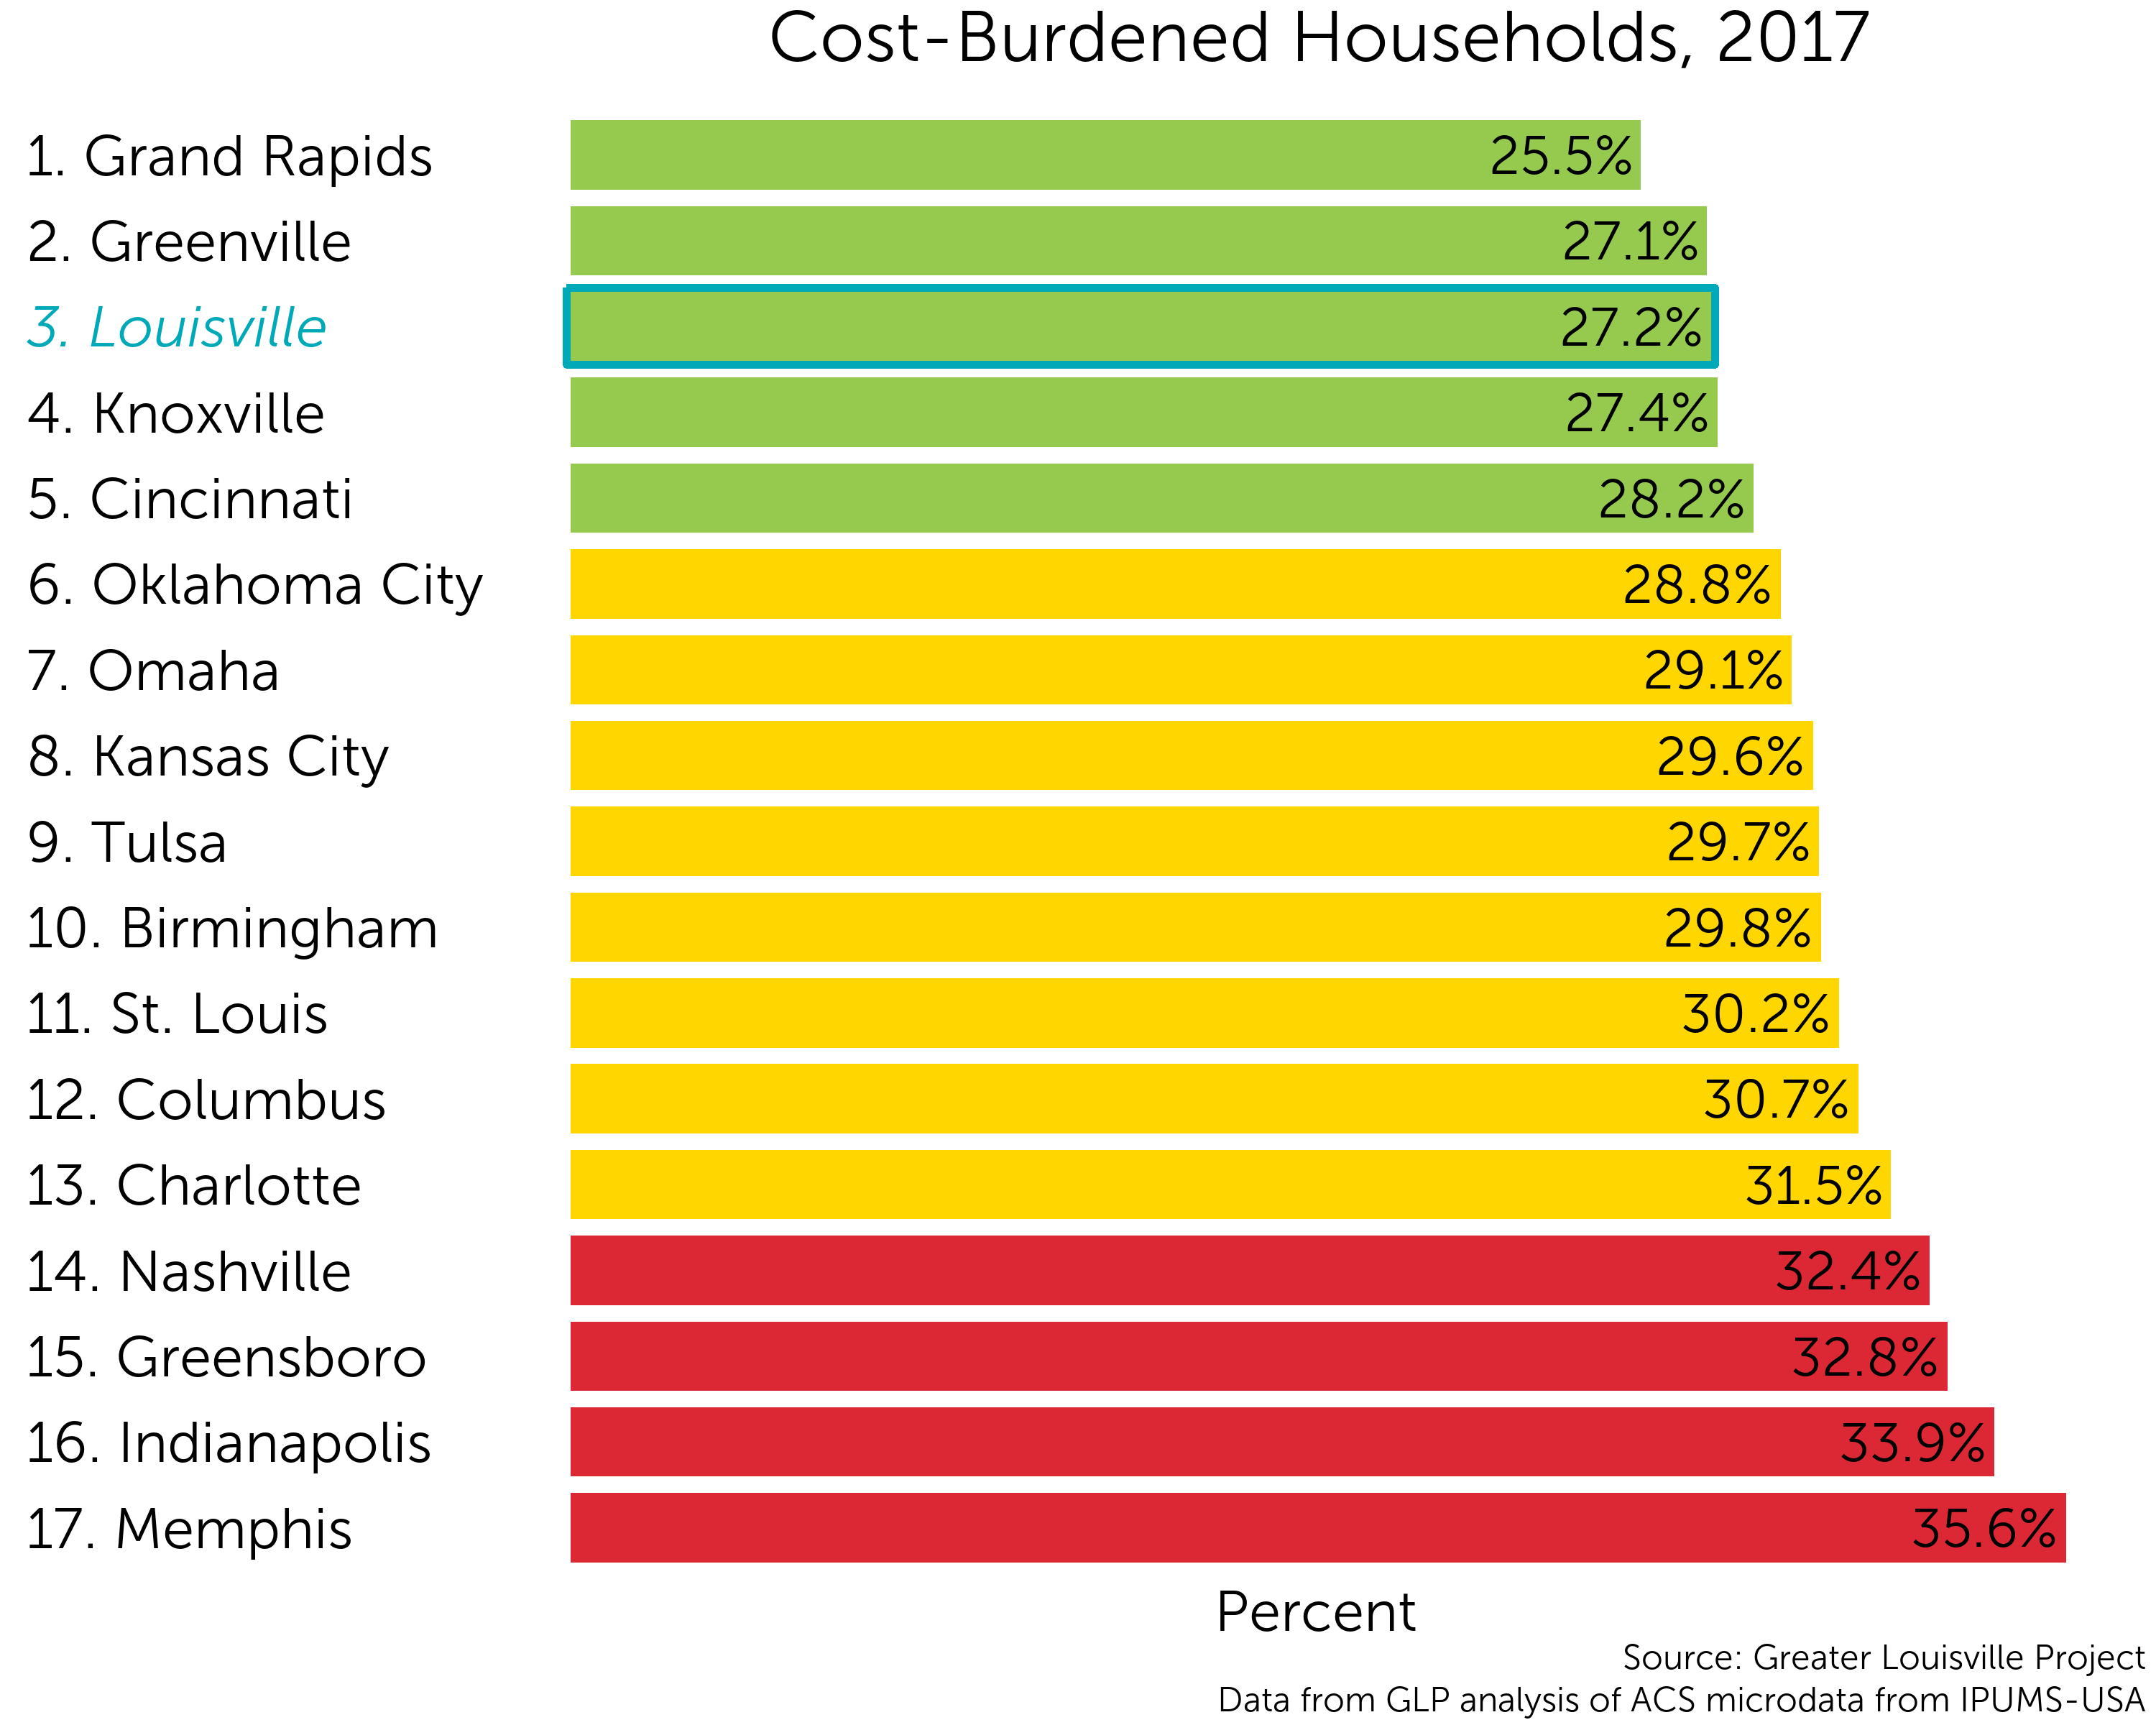 Cost-Burdened Households, 2017
1. Grand Rapids 25.5%
2. Greenville 27.1%
3. Louisville 27.2%
4. Knoxville 27.4%
5. Cincinnati 28.2%
6. Oklahoma City 28.8%
7. Omaha 29.1%
8. Kansas City 29.6%
9. Tulsa 29.7%
10. Birmingham 29.8%
11. St. Louis 30.2%
12. Columbus 30.7%
13. Charlotte 31.5%
14. Nashville 32.4%
15. Greensboro 32.8%
16. Indianapolis 33.9%
17. Memphis 35.6%
Percent
Source: Greater Louisville Project
Data from GLP analysis of ACS microdata from IPUMS-USA